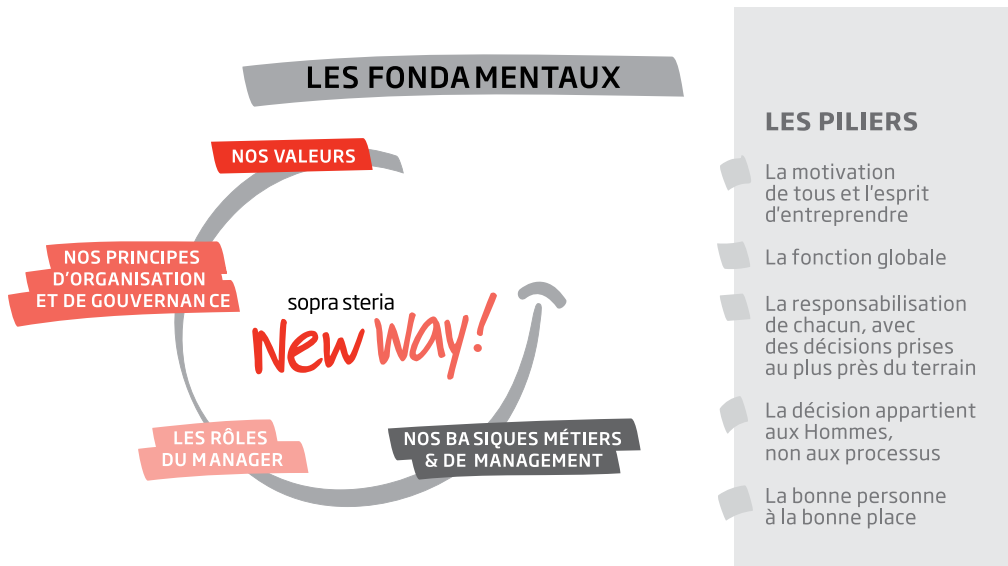 LES FONDAMENTAUX
NOS VALEURS
NOS PRINCIPES
D'ORGANISATION
ET DE GOUVERNANCE
sopra steria
New Way!
LES RÔLES
DU MANAGER
NOS BASIQUES MÉTIERS
& DE MANAGEMENT
LES PILIERS
La motivation
de tous et l'esprit
d'entreprendre
La fonction globale
La responsabilisation
de chacun, avec
des décisions prises
au plus près du terrain
La décision appartient
aux Hommes,
non aux processus
La bonne personne
à la bonne place